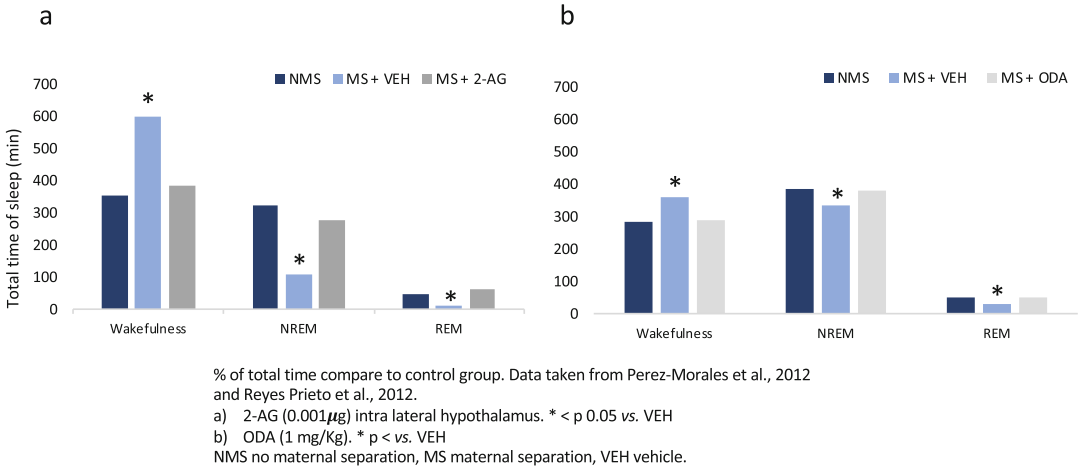 a
b
NMS MS + VEH MS + 2-AG
NMS MS + VEH MS + ODA
Total time of sleep (min)
700
600
500
400
300
200
100
0
*
*
*
Wakefulness NREM REM
700
600
500
400
300
200
100
0
*
*
*
Wakefulness NREM REM
% of total time compare to control group. Data taken from Perez-Morales et al., 2012
and Reyes Prieto et al., 2012.
a) 2-AG (0.001µg) intra lateral hypothalamus. * < p 0.05 vs. VEH
b) ODA (1 mg/Kg). * p < vs. VEH
NMS no maternal separation, MS maternal separation, VEH vehicle.